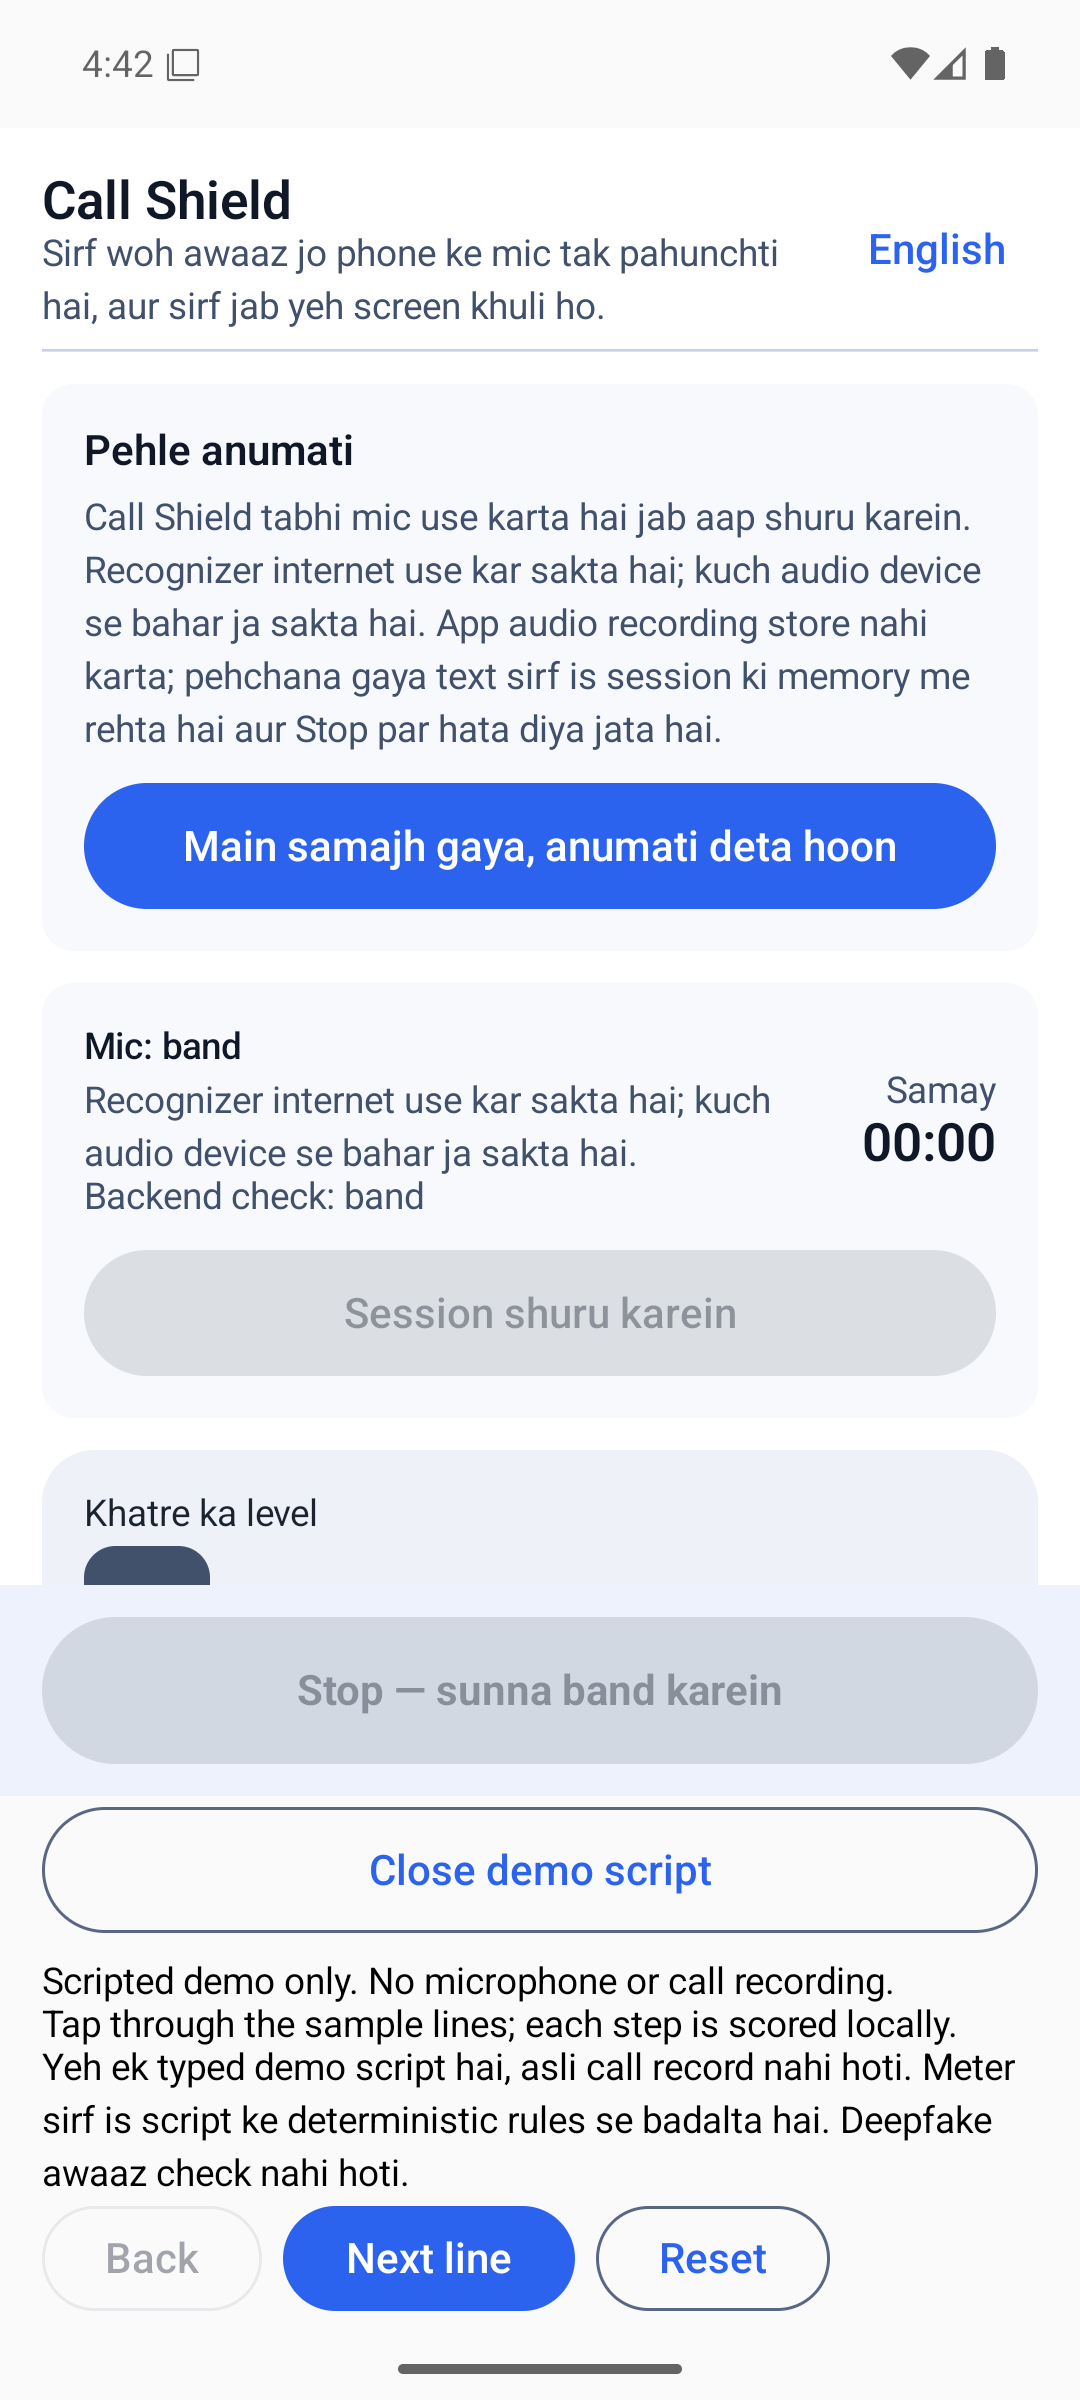 4:42
Call Shield
Sirf woh awaaz jo phone ke mic tak pahunchti
hai, aur sirf jab yeh screen khuli ho.
English
Pehle anumati
Call Shield tabhi mic use karta hai jab aap shuru karein.
Recognizer internet use kar sakta hai; kuch audio device
se bahar ja sakta hai. App audio recording store nahi
karta; pehchana gaya text sirf is session ki memory me
rehta hai aur Stop par hata diya jata hai.
Main samajh gaya, anumati deta hoon
Mic: band
Recognizer internet use kar sakta hai; kuch
audio device se bahar ja sakta hai.
Backend check: band
Samay
00:00
Session shuru karein
Khatre ka level
Stop — sunna band karein
Close demo script
Scripted demo only. No microphone or call recording.
Tap through the sample lines; each step is scored locally.
Yeh ek typed demo script hai, asli call record nahi hoti. Meter
sirf is script ke deterministic rules se badalta hai. Deepfake
awaaz check nahi hoti.
Back
Next line
Reset